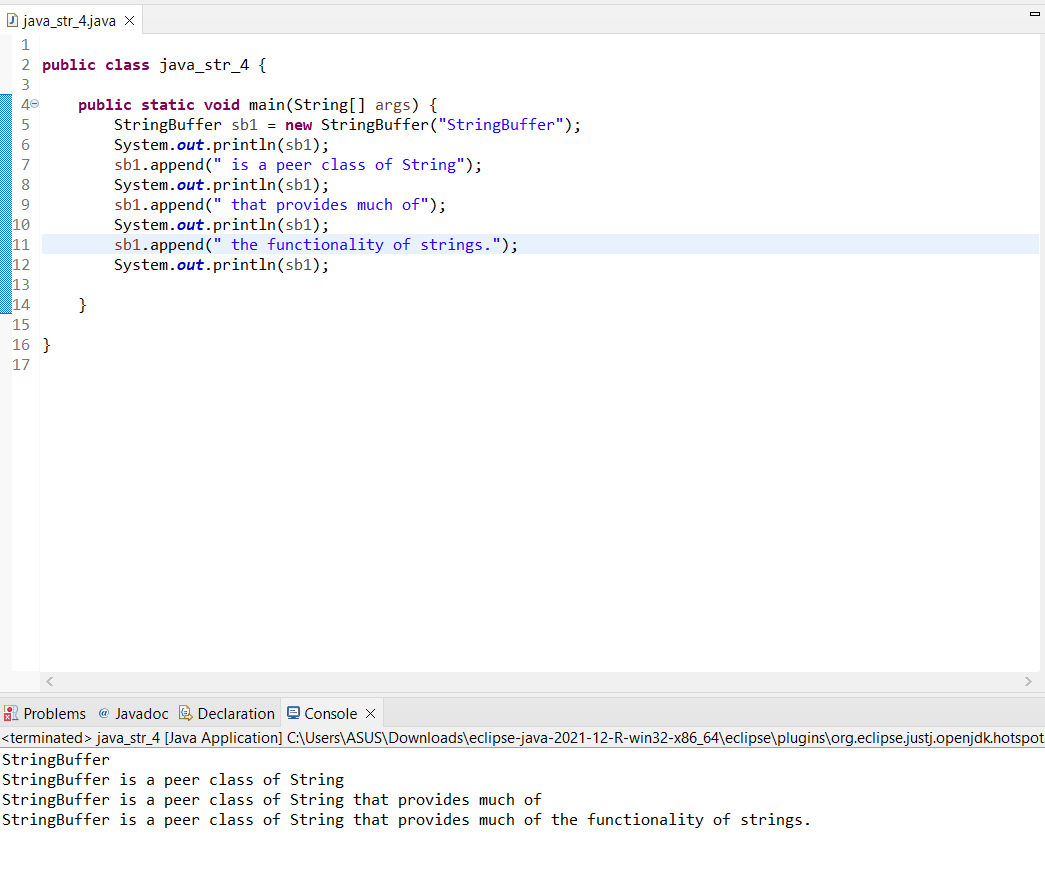 java_str_4.java
1
2 public class java_str_4 {
3
4 public static void main(String[] args) {
5 StringBuffer sb1 = new StringBuffer("StringBuffer");
6 System.out.println(sb1);
7 sb1.append(" is a peer class of String");
8 System.out.println(sb1);
9 sb1.append(" that provides much of");
10 System.out.println(sb1);
11 sb1.append(" the functionality of strings.");
12 System.out.println(sb1);
13
14 }
15
16 }
17
Problems @ Javadoc Declaration Console
<terminated> java_str_4 [Java Application] C:\Users\ASUS\Downloads\eclipse-java-2021-12-R-win32-x86_64\eclipse\plugins\org.eclipse.justj.openjdk.hotspot
StringBuffer
StringBuffer is a peer class of String
StringBuffer is a peer class of String that provides much of
StringBuffer is a peer class of String that provides much of the functionality of strings.